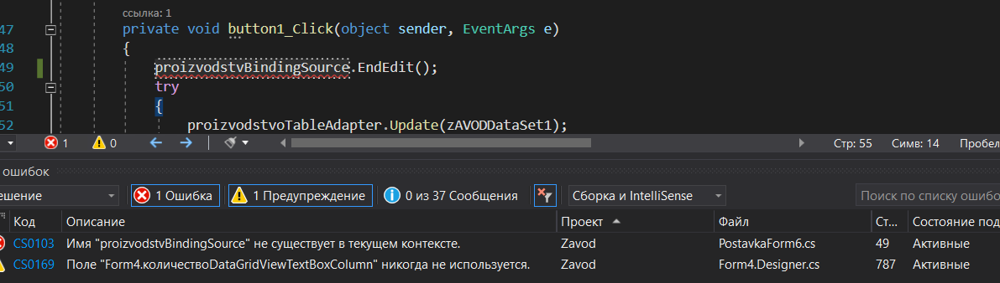 ссылка: 1
47 private void button1_Click(object sender, EventArgs e)
48 {
49 proizvodstvBindingSource.EndEdit();
50 try
51 {
52 proizvodstvoTableAdapter.Update(zAVODDataSet1);
1 0 Стр: 55 Симв: 14 Пробел
ошибок
ешение 1 Ошибка 1 Предупреждение 0 из 37 Сообщения Сборка и IntelliSense Поиск по списку ошибо
Код Описание Проект Файл Ст... Состояние под
CS0103 Имя "proizvodstvBindingSource" не существует в текущем контексте. Zavod PostavkaForm6.cs 49 Активные
CS0169 Поле "Form4.количествоDataGridViewTextBoxColumn" никогда не используется. Zavod Form4.Designer.cs 787 Активные